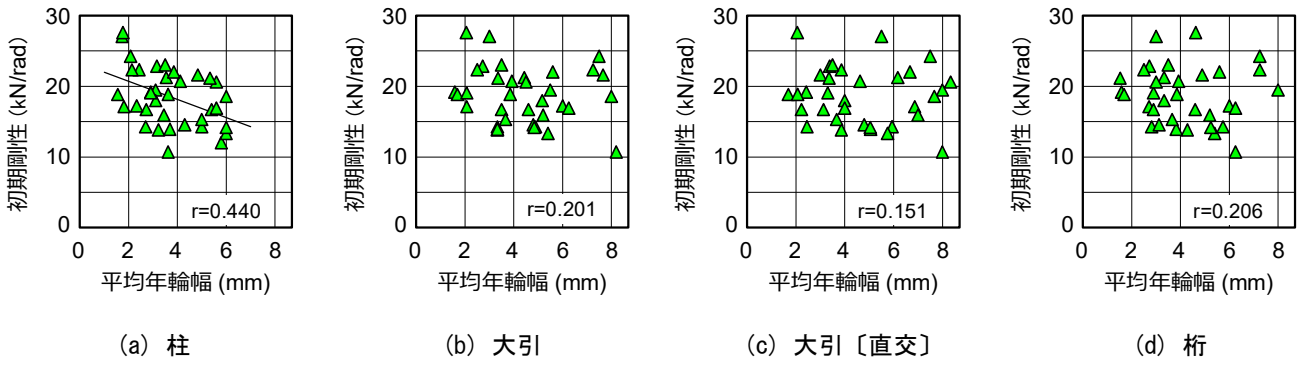 初期剛性 (kN/rad)
30
20
10
0
r=0.440
0 2 4 6 8
平均年輪幅 (mm)
(a) 柱
初期剛性 (kN/rad)
30
20
10
0
r=0.201
0 2 4 6 8
平均年輪幅 (mm)
(b) 大引
初期剛性 (kN/rad)
30
20
10
0
r=0.151
0 2 4 6 8
平均年輪幅 (mm)
(c) 大引〔直交〕
初期剛性 (kN/rad)
30
20
10
0
r=0.206
0 2 4 6 8
平均年輪幅 (mm)
(d) 桁